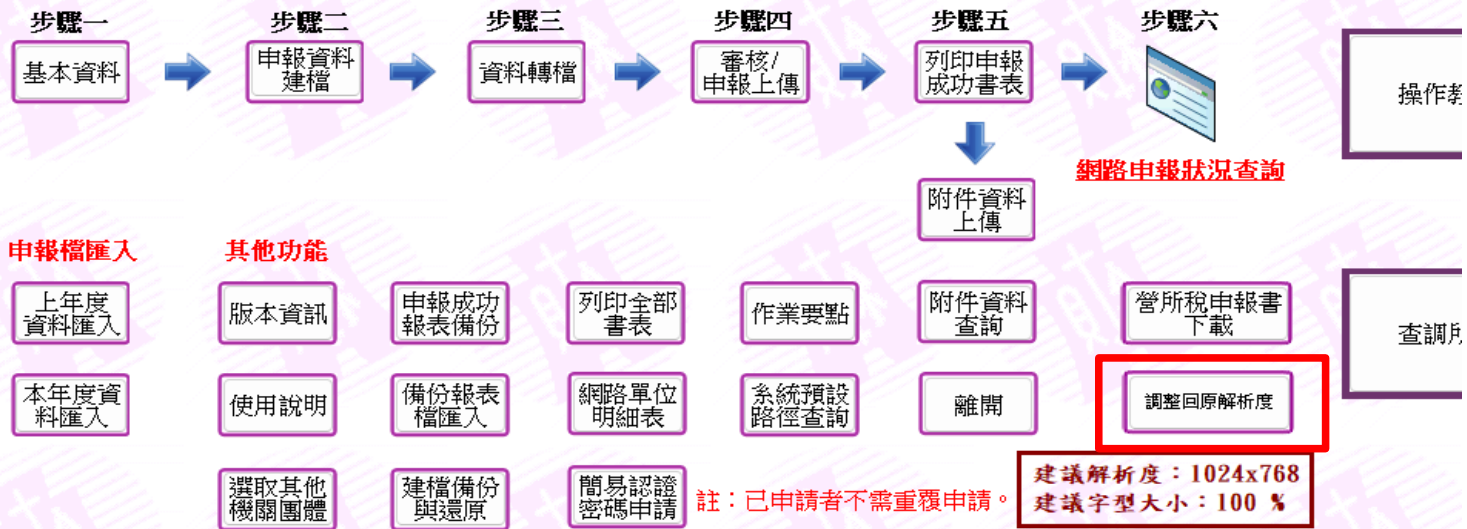 步驟一
步驟二
步驟三
步驟四
步驟五
步驟六
基本資料
申報資料
建檔
資料轉檔
審核/
申報上傳
列印申報
成功書表
操作教
網路申報狀況查詢
附件資料
上傳
申報檔匯入
其他功能
上年度
資料匯入
版本資訊
申報成功
報表備份
列印全部
書表
作業要點
附件資料
查詢
營所稅申報書
下載
查調所
本年度資
料匯入
使用說明
備份報表
檔匯入
網路單位
明細表
系統預設
路徑查詢
離開
調整回原解析度
選取其他
機關團體
建檔備份
與還原
簡易認證
密碼申請
註：已申請者不需重覆申請。
建議解析度：1024x768
建議字型大小：100 %